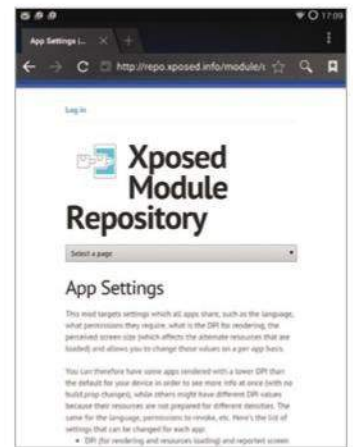 17:09
App Settings |...
http://repo.xposed.info/module/
Log in
Xposed
Module
Repository
Select a page
App Settings
This mod targets settings which all apps share, such as the language,
what permissions they require, what is the DPI for rendering, the
perceived screen size (which affects the alternate resources that are
loaded) and allows you to change those values on a per app basis.
You can therefore have some apps rendered with a lower DPI than
the default for your device in order to see more info at once (with no
build.prop changes), while others might have different DPI values
because their resources are not prepared for different densities. The
same for the language, permissions to revoke, etc. Here's the list of
settings that can be changed for each app:
• DPI (for rendering and resources loading) and reported screen